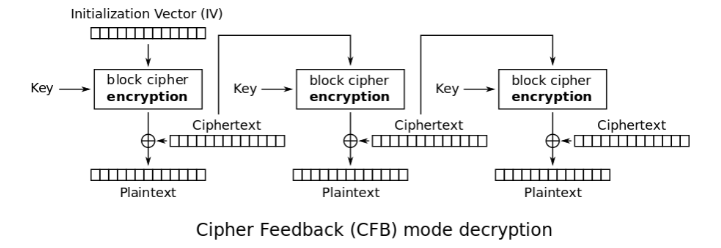 Initialization Vector (IV)
Key
block cipher
encryption
Key
block cipher
encryption
Key
block cipher
encryption
Ciphertext
Ciphertext
Ciphertext
Plaintext
Plaintext
Plaintext
Cipher Feedback (CFB) mode decryption